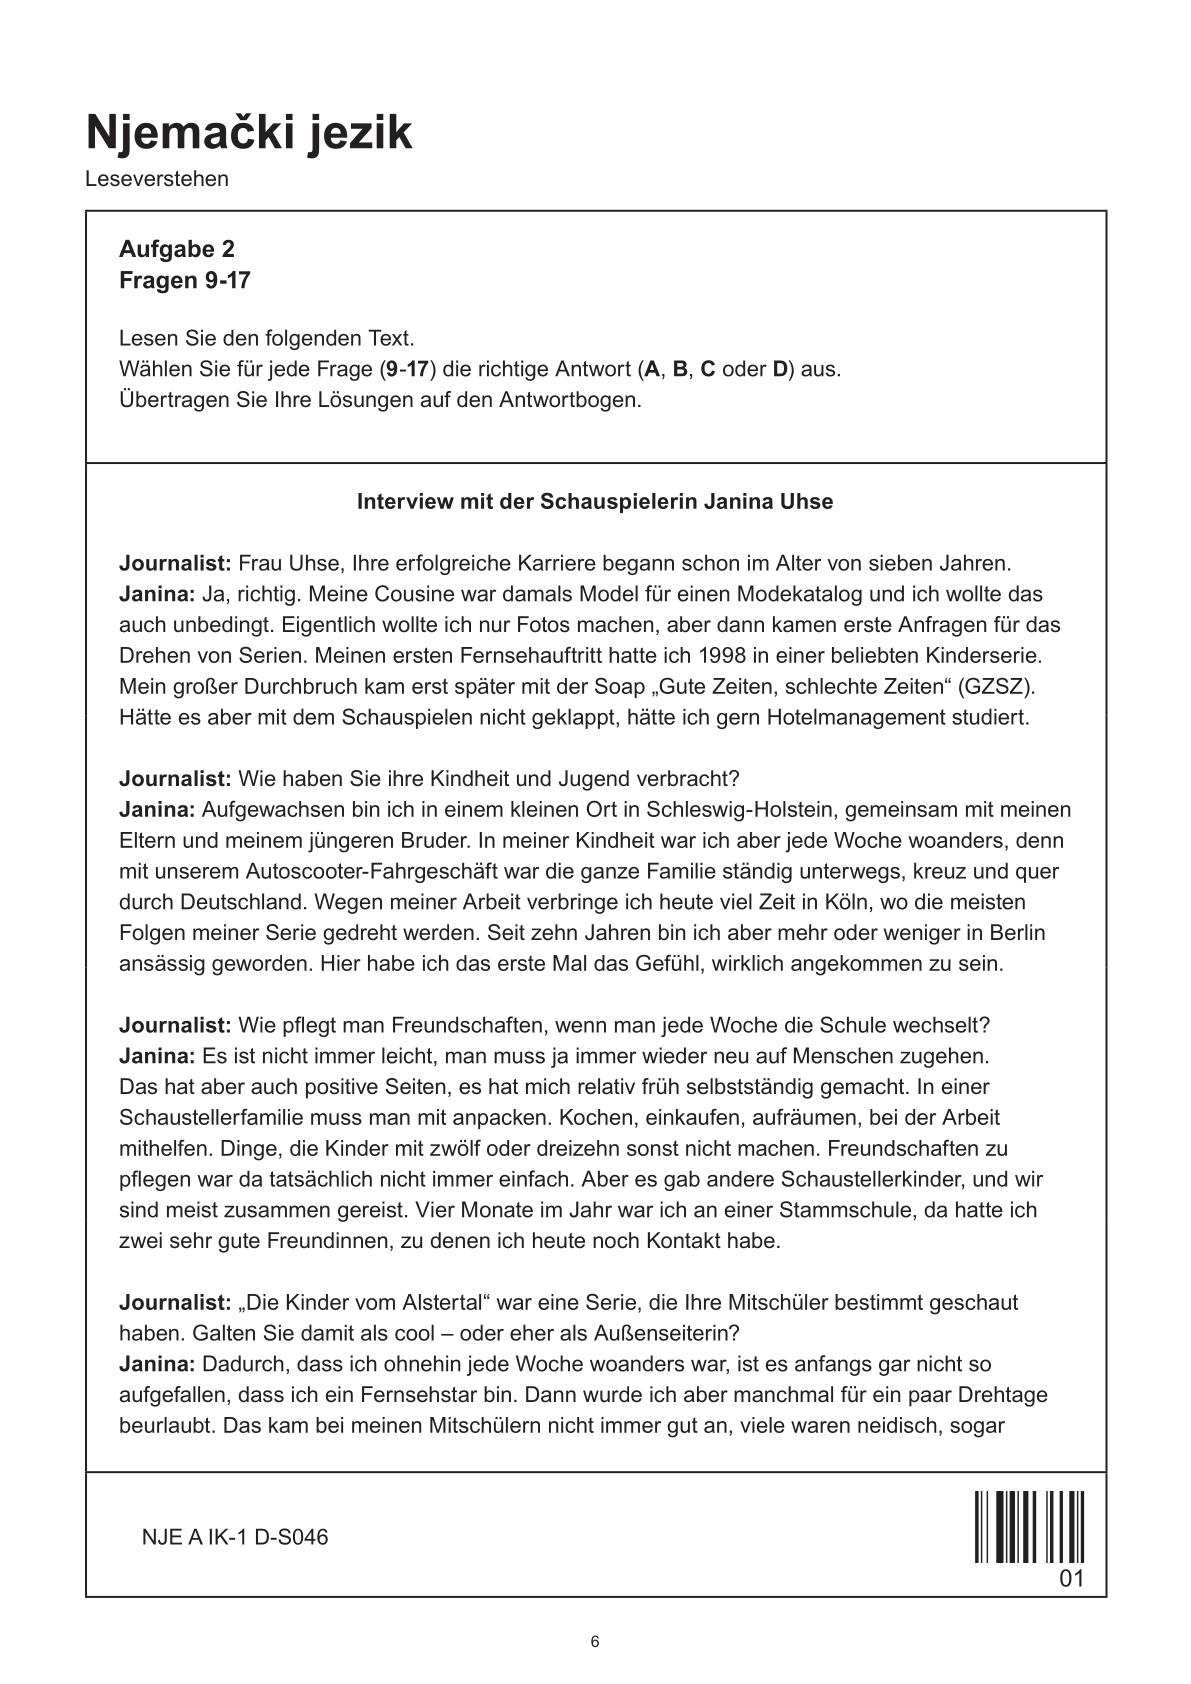 Njemački jezik
Leseverstehen
Aufgabe 2
Fragen 9-17
Lesen Sie den folgenden Text.
Wählen Sie für jede Frage (9-17) die richtige Antwort (A, B, C oder D) aus.
Übertragen Sie Ihre Lösungen auf den Antwortbogen.
Interview mit der Schauspielerin Janina Uhse
Journalist: Frau Uhse, Ihre erfolgreiche Karriere begann schon im Alter von sieben Jahren.
Janina: Ja, richtig. Meine Cousine war damals Model für einen Modekatalog und ich wollte das
auch unbedingt. Eigentlich wollte ich nur Fotos machen, aber dann kamen erste Anfragen für das
Drehen von Serien. Meinen ersten Fernsehauftritt hatte ich 1998 in einer beliebten Kinderserie.
Mein großer Durchbruch kam erst später mit der Soap „Gute Zeiten, schlechte Zeiten“ (GZSZ).
Hätte es aber mit dem Schauspielen nicht geklappt, hätte ich gern Hotelmanagement studiert.
Journalist: Wie haben Sie ihre Kindheit und Jugend verbracht?
Janina: Aufgewachsen bin ich in einem kleinen Ort in Schleswig-Holstein, gemeinsam mit meinen
Eltern und meinem jüngeren Bruder. In meiner Kindheit war ich aber jede Woche woanders, denn
mit unserem Autoscooter-Fahrgeschäft war die ganze Familie ständig unterwegs, kreuz und quer
durch Deutschland. Wegen meiner Arbeit verbringe ich heute viel Zeit in Köln, wo die meisten
Folgen meiner Serie gedreht werden. Seit zehn Jahren bin ich aber mehr oder weniger in Berlin
ansässig geworden. Hier habe ich das erste Mal das Gefühl, wirklich angekommen zu sein.
Journalist: Wie pflegt man Freundschaften, wenn man jede Woche die Schule wechselt?
Janina: Es ist nicht immer leicht, man muss ja immer wieder neu auf Menschen zugehen.
Das hat aber auch positive Seiten, es hat mich relativ früh selbstständig gemacht. In einer
Schaustellerfamilie muss man mit anpacken. Kochen, einkaufen, aufräumen, bei der Arbeit
mithelfen. Dinge, die Kinder mit zwölf oder dreizehn sonst nicht machen. Freundschaften zu
pflegen war da tatsächlich nicht immer einfach. Aber es gab andere Schaustellerkinder, und wir
sind meist zusammen gereist. Vier Monate im Jahr war ich an einer Stammschule, da hatte ich
zwei sehr gute Freundinnen, zu denen ich heute noch Kontakt habe.
Journalist: „Die Kinder vom Alstertal“ war eine Serie, die Ihre Mitschüler bestimmt geschaut
haben. Galten Sie damit als cool – oder eher als Außenseiterin?
Janina: Dadurch, dass ich ohnehin jede Woche woanders war, ist es anfangs gar nicht so
aufgefallen, dass ich ein Fernsehstar bin. Dann wurde ich aber manchmal für ein paar Drehtage
beurlaubt. Das kam bei meinen Mitschülern nicht immer gut an, viele waren neidisch, sogar
NJE A IK-1 D-S046
01
6